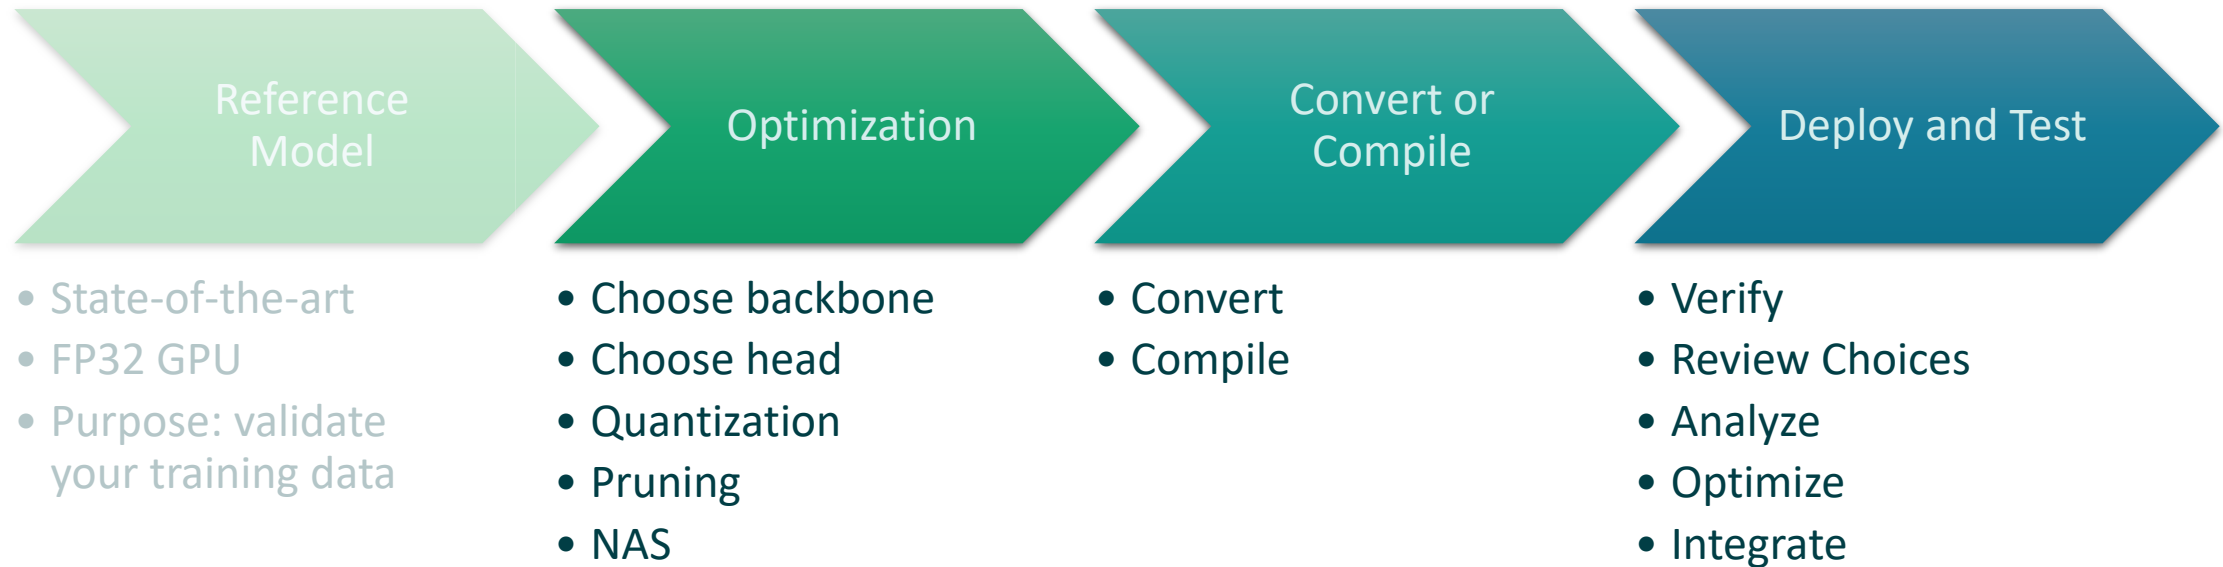 Reference
Model
Optimization
Convert or
Compile
Deploy and Test
• State-of-the-art
• FP32 GPU
• Purpose: validate
your training data
• Choose backbone
• Choose head
• Quantization
• Pruning
• NAS
• Convert
• Compile
• Verify
• Review Choices
• Analyze
• Optimize
• Integrate